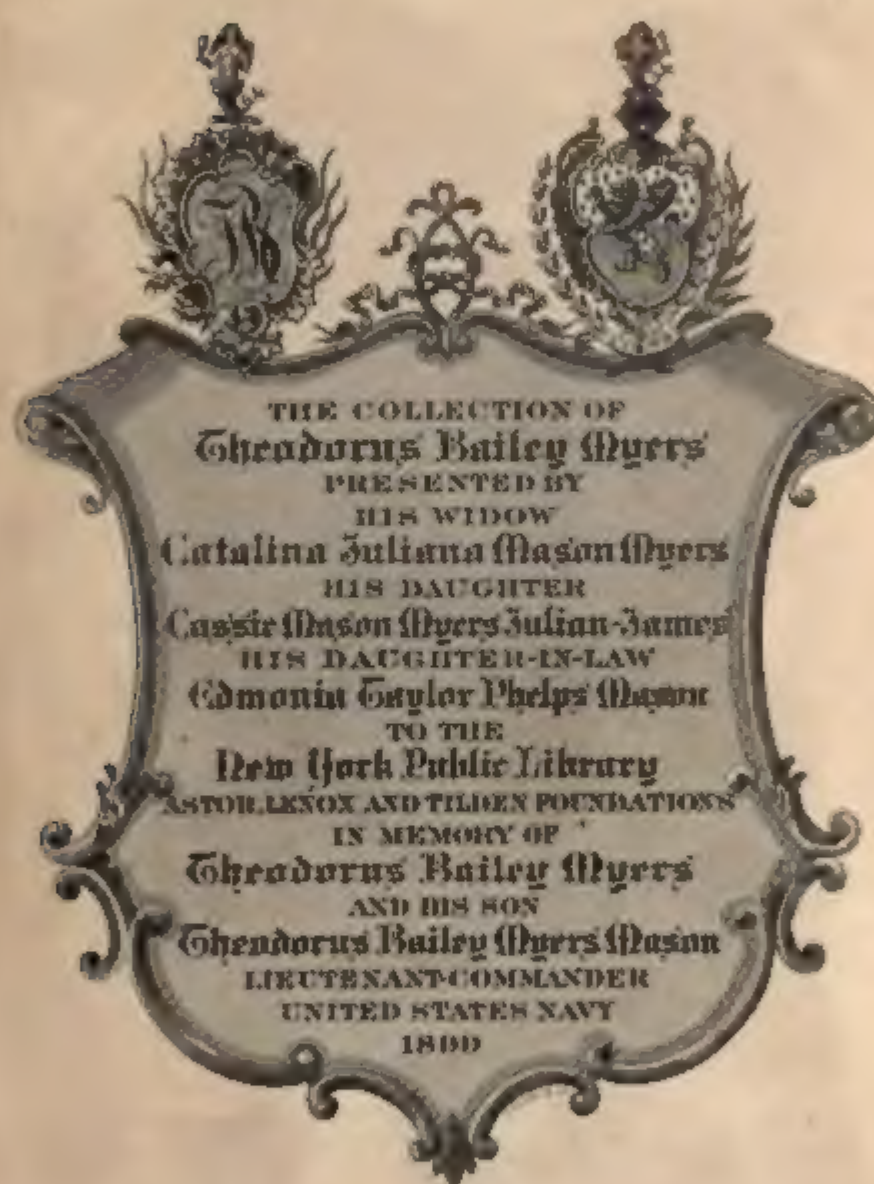 THE COLLECTION OF
Theodorus Bailey Myers
PRESENTED BY
HIS WIDOW
Catalina Juliana Mason Myers
HIS DAUGHTER
Cassie Mason Myers Julian-James
HIS DAUGHTER-IN-LAW
Edmonia Taylor Phelps Mason
TO THE
New York Public Library
ASTOR, LENOX AND TILDEN FOUNDATIONS
IN MEMORY OF
Theodorus Bailey Myers
AND HIS SON
Theodorus Bailey Myers Mason
LIEUTENANT-COMMANDER
UNITED STATES NAVY
1899